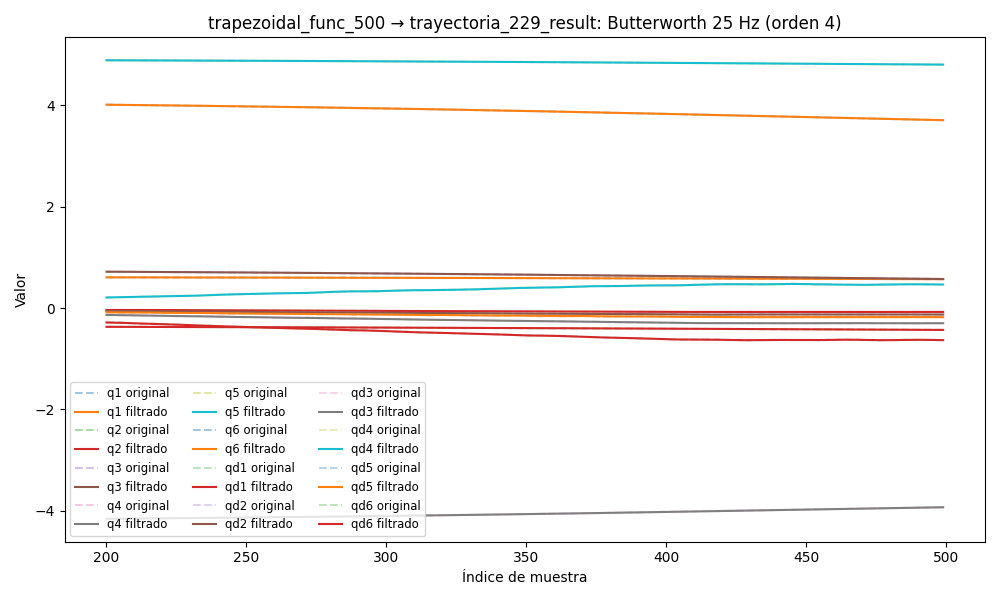 trapezoidal_func_500 → trayectoria_229_result: Butterworth 25 Hz (orden 4)
Valor
4
2
0
−2
−4
q1 original
q1 filtrado
q2 original
q2 filtrado
q3 original
q3 filtrado
q4 original
q4 filtrado
q5 original
q5 filtrado
q6 original
q6 filtrado
qd1 original
qd1 filtrado
qd2 original
qd2 filtrado
qd3 original
qd3 filtrado
qd4 original
qd4 filtrado
qd5 original
qd5 filtrado
qd6 original
qd6 filtrado
200 250 300 350 400 450 500
Índice de muestra